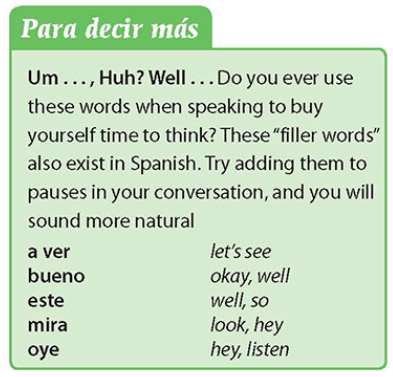 Para decir más
Um . . . , Huh? Well . . . Do you ever use
these words when speaking to buy
yourself time to think? These “filler words”
also exist in Spanish. Try adding them to
pauses in your conversation, and you will
sound more natural
a ver let’s see
bueno okay, well
este well, so
mira look, hey
oye hey, listen